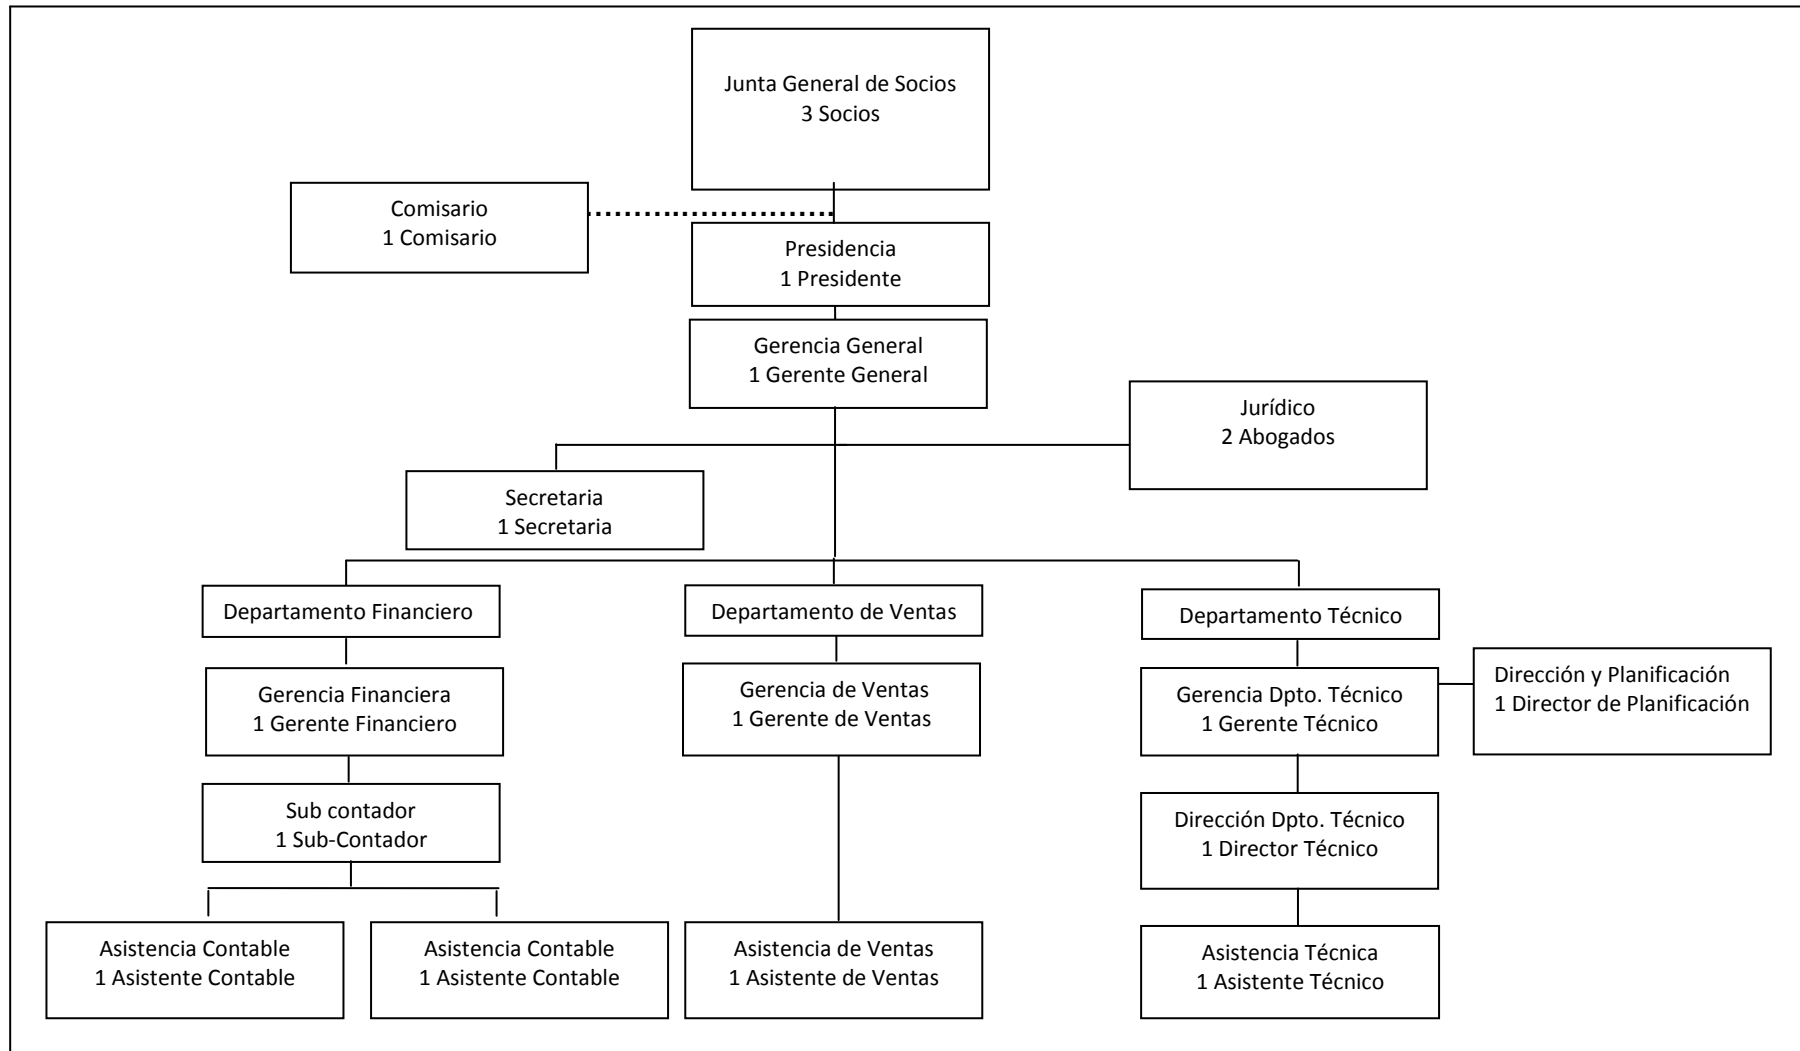 Junta General de Socios
3 Socios
Comisario
1 Comisario
Presidencia
1 Presidente
Gerencia General
1 Gerente General
Jurídico
2 Abogados
Secretaria
1 Secretaria
Departamento Financiero
Departamento de Ventas
Departamento Técnico
Gerencia Financiera
1 Gerente Financiero
Gerencia de Ventas
1 Gerente de Ventas
Gerencia Dpto. Técnico
1 Gerente Técnico
Dirección y Planificación
1 Director de Planificación
Sub contador
1 Sub-Contador
Dirección Dpto. Técnico
1 Director Técnico
Asistencia Contable
1 Asistente Contable
Asistencia Contable
1 Asistente Contable
Asistencia de Ventas
1 Asistente de Ventas
Asistencia Técnica
1 Asistente Técnico